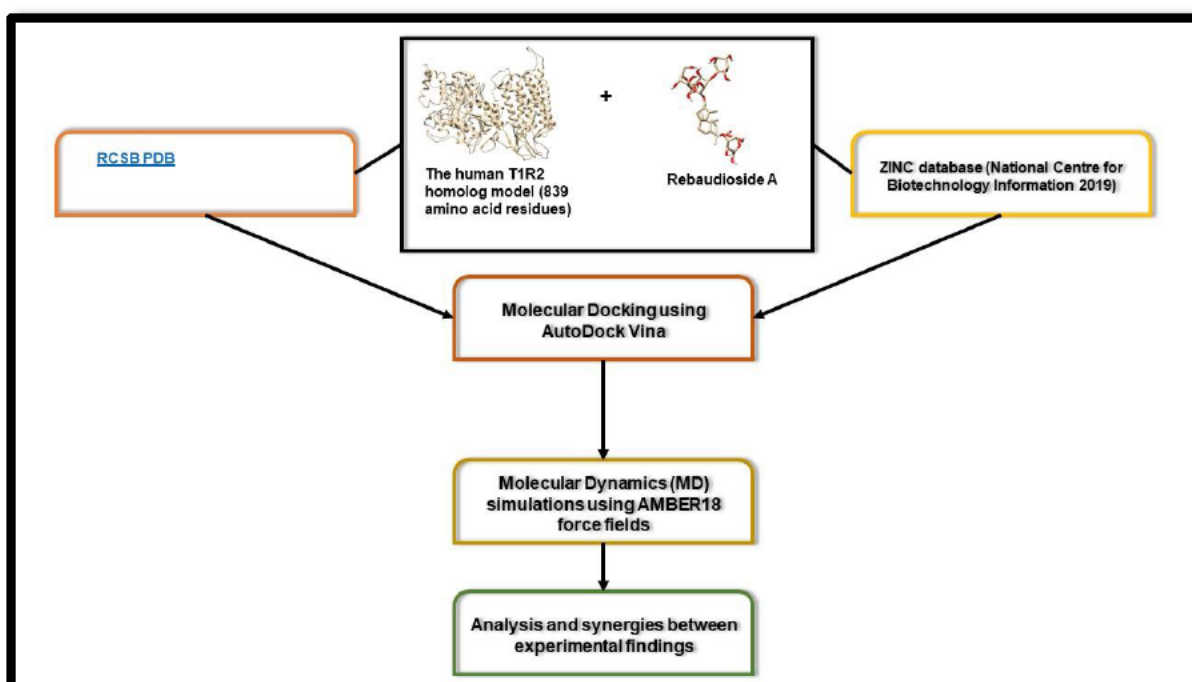 +
The human T1R2
homolog model (839
amino acid residues)
Rebaudioside A
RCSB PDB
ZINC database (National Centre for
Biotechnology Information 2019)
Molecular Docking using
AutoDock Vina
Molecular Dynamics (MD)
simulations using AMBER18
force fields
Analysis and synergies between
experimental findings